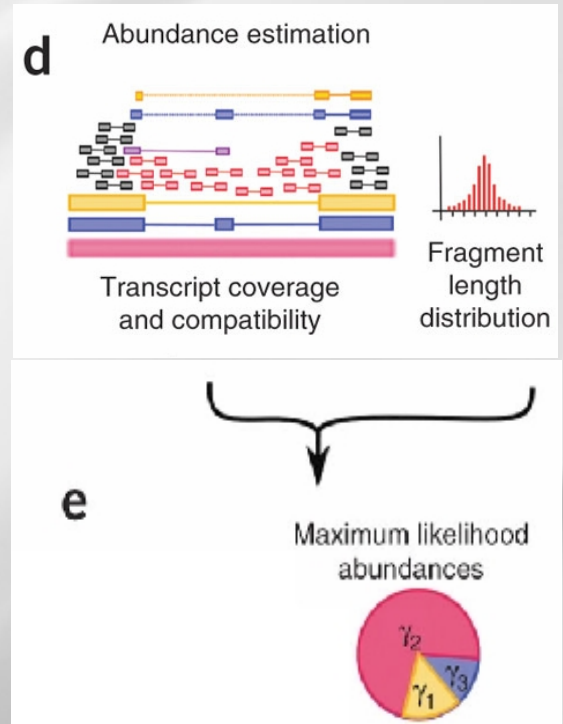 d
Abundance estimation
Transcript coverage
and compatibility
Fragment
length
distribution
e
Maximum likelihood
abundances
γ2
γ3
γ1